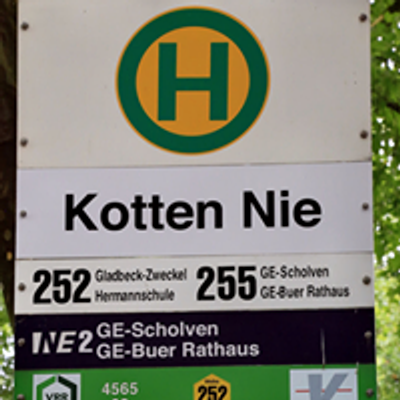 H
Kotten Nie
252 Gladbeck-Zweckel 255 GE-Scholven
Hermannschule GE-Buer Rathaus
NE2 GE-Scholven
GE-Buer Rathaus
VRR 4565 252